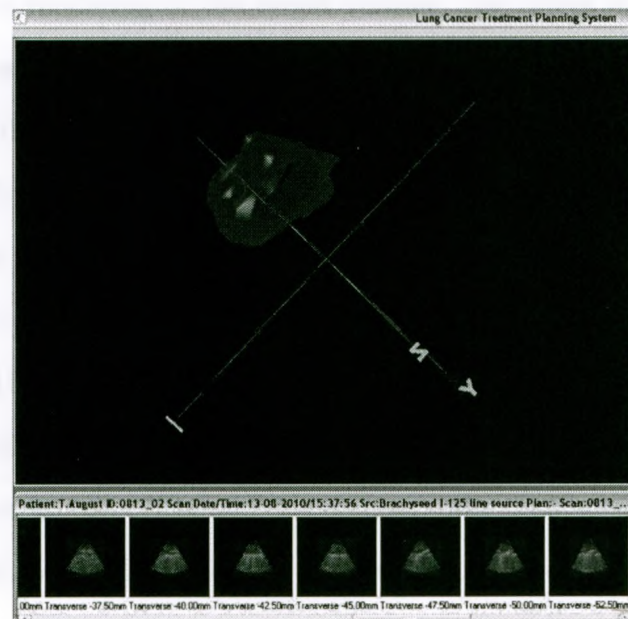 Lung Cancer Treatment Planning System
N
Y
I
Patient:T.August ID:0813_02 Scan Date/Time:13-08-2010/15:37:56 Src:Brachyseed I-125 line source Plan:- Scan:0813_...
.00mm Transverse -37.50mm Transverse -40.00mm Transverse -42.50mm Transverse -45.00mm Transverse -47.50mm Transverse -50.00mm Transverse -52.50mm